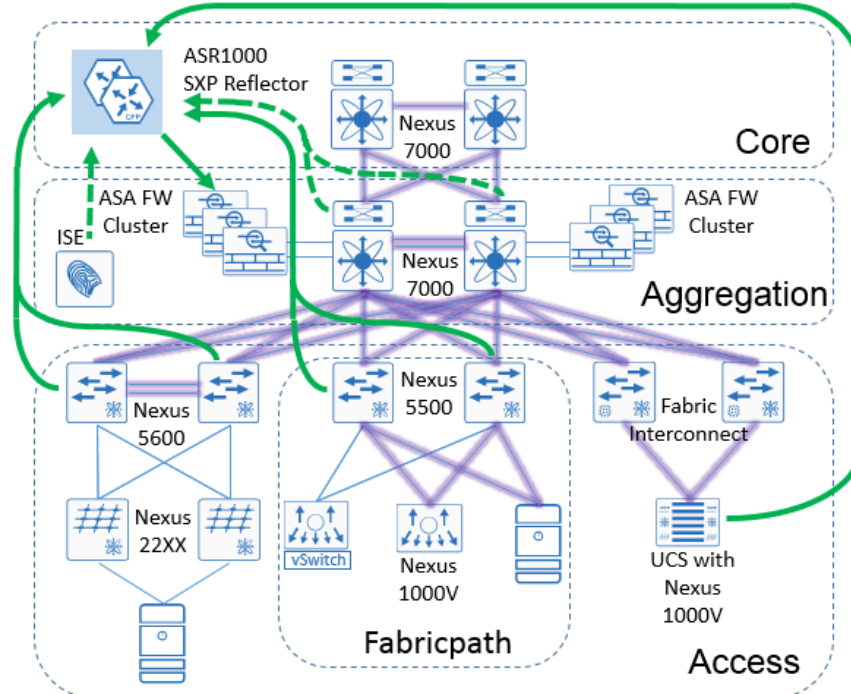 ASR1000
SXP Reflector
CFP
Nexus
7000
Core
ISE
ASA FW
Cluster
Nexus
7000
ASA FW
Cluster
Aggregation
Nexus
5600
Nexus
5500
Fabric
Interconnect
Nexus
22XX
vSwitch
Nexus
1000V
UCS with
Nexus
1000V
Fabricpath
Access